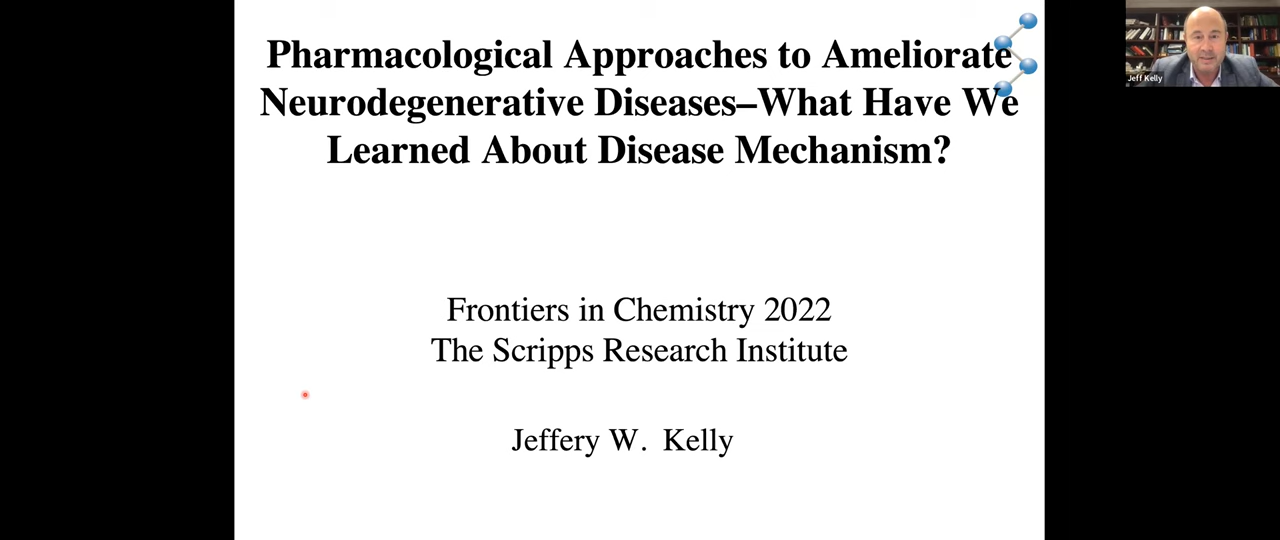 Pharmacological Approaches to Ameliorate
Neurodegenerative Diseases–What Have We
Learned About Disease Mechanism?
Frontiers in Chemistry 2022
The Scripps Research Institute
Jeffery W. Kelly
Jeff Kelly